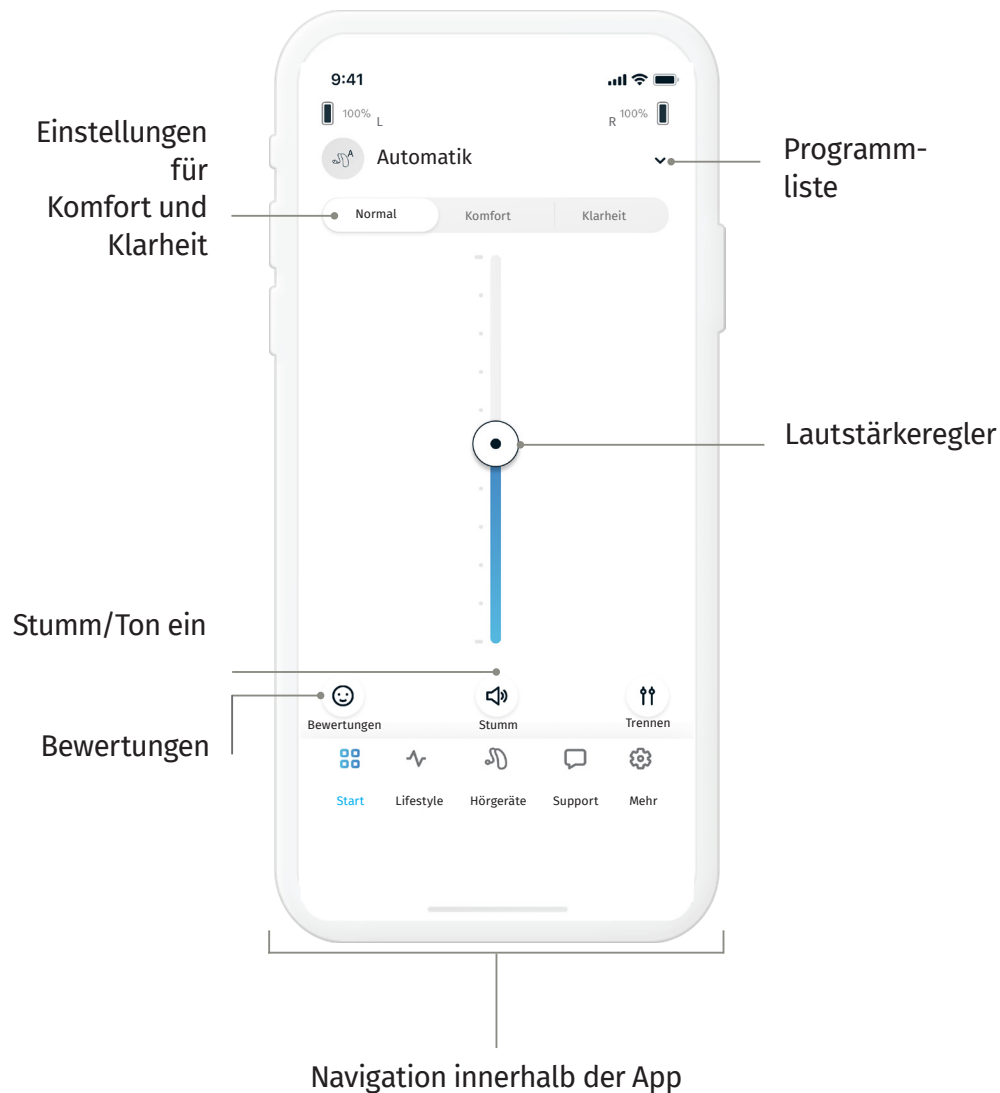 9:41
100% L
R 100%
Einstellungen
für
Komfort und
Klarheit
A
Automatik
Programm-
liste
Normal Komfort Klarheit
Lautstärkeregler
Stumm/Ton ein
Bewertungen
Bewertungen Stumm Trennen
Start Lifestyle Hörgeräte Support Mehr
Navigation innerhalb der App